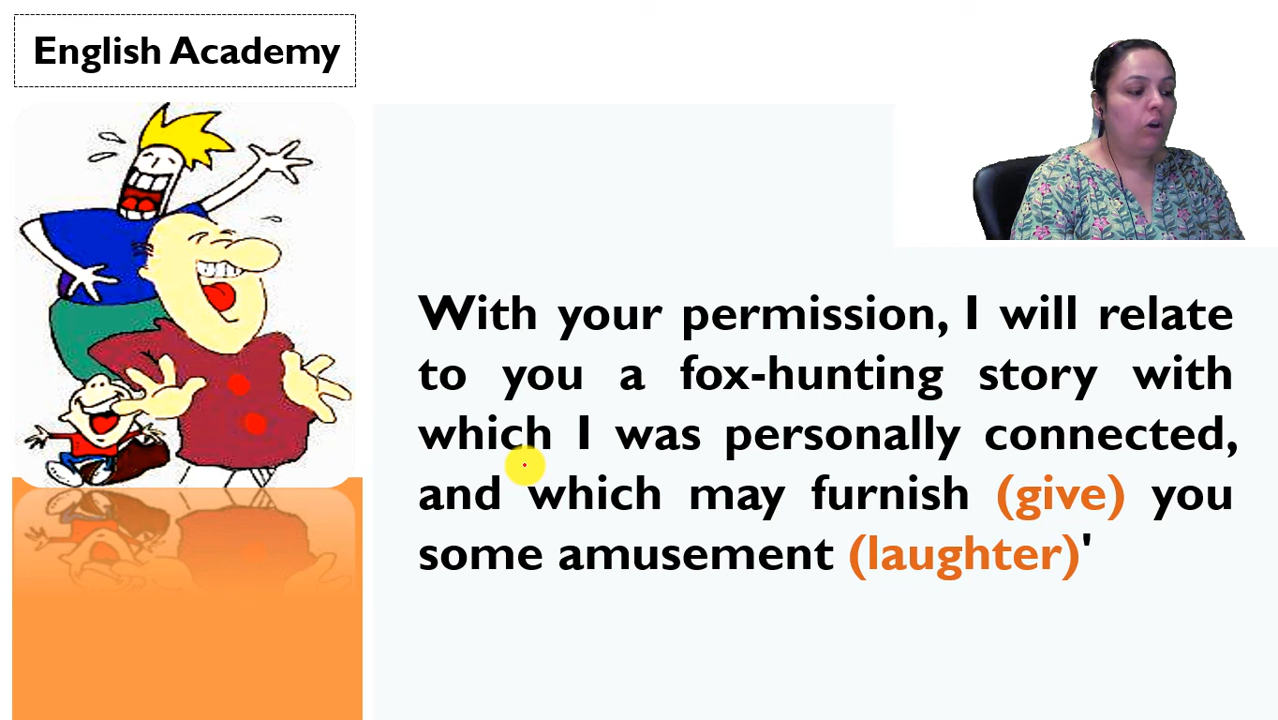 English Academy
With your permission, I will relate
to you a fox-hunting story with
which I was personally connected,
and which may furnish (give) you
some amusement (laughter)'